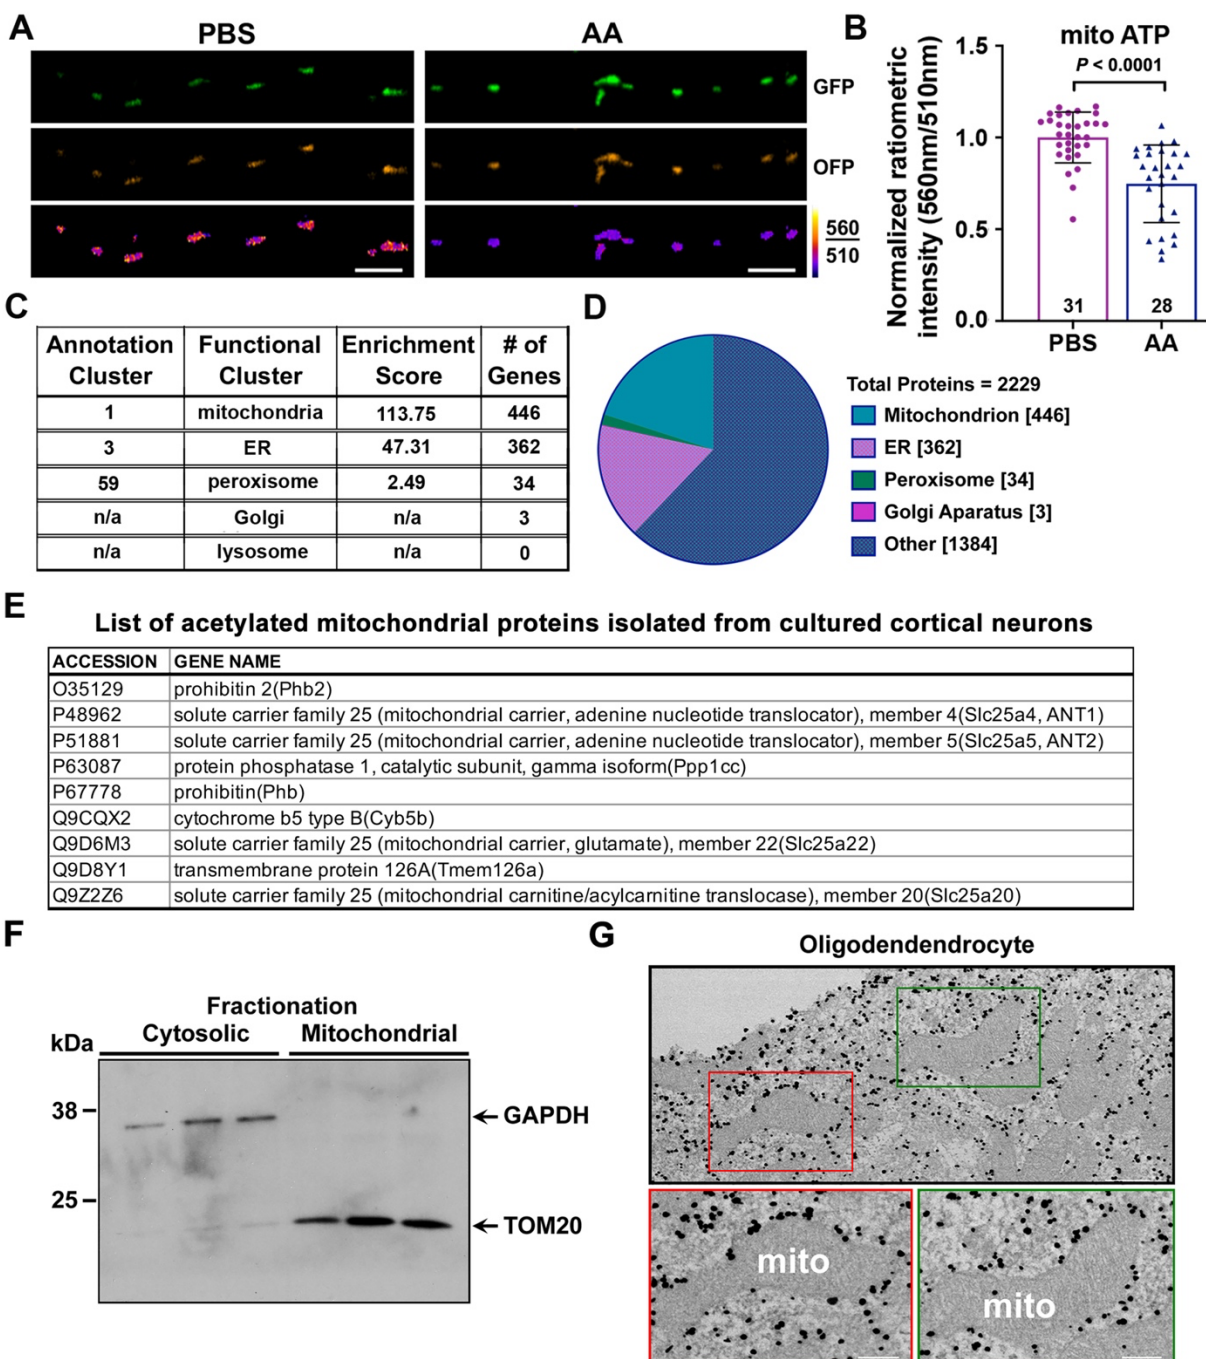 A
PBS
AA
GFP
OFP
560
510
B
mito ATP
P < 0.0001
Normalized ratiometric
intensity (560nm/510nm)
1.5
1.0
0.5
0.0
31
28
PBS
AA
C
Annotation Cluster | Functional Cluster | Enrichment Score | # of Genes
1 mitochondria 113.75 446
3 ER 47.31 362
59 peroxisome 2.49 34
n/a Golgi n/a 3
n/a lysosome n/a 0
D
Total Proteins = 2229
Mitochondrion [446]
ER [362]
Peroxisome [34]
Golgi Aparatus [3]
Other [1384]
E
List of acetylated mitochondrial proteins isolated from cultured cortical neurons
ACCESSION GENE NAME
O35129 prohibitin 2(Phb2)
P48962 solute carrier family 25 (mitochondrial carrier, adenine nucleotide translocator), member 4(Slc25a4, ANT1)
P51881 solute carrier family 25 (mitochondrial carrier, adenine nucleotide translocator), member 5(Slc25a5, ANT2)
P63087 protein phosphatase 1, catalytic subunit, gamma isoform(Ppp1cc)
P67778 prohibitin(Phb)
Q9CQX2 cytochrome b5 type B(Cyb5b)
Q9D6M3 solute carrier family 25 (mitochondrial carrier, glutamate), member 22(Slc25a22)
Q9D8Y1 transmembrane protein 126A(Tmem126a)
Q9Z2Z6 solute carrier family 25 (mitochondrial carnitine/acylcarnitine translocase), member 20(Slc25a20)
F
Fractionation
Cytosolic Mitochondrial
kDa
38
25
GAPDH
TOM20
G
Oligodendendrocyte
mito
mito